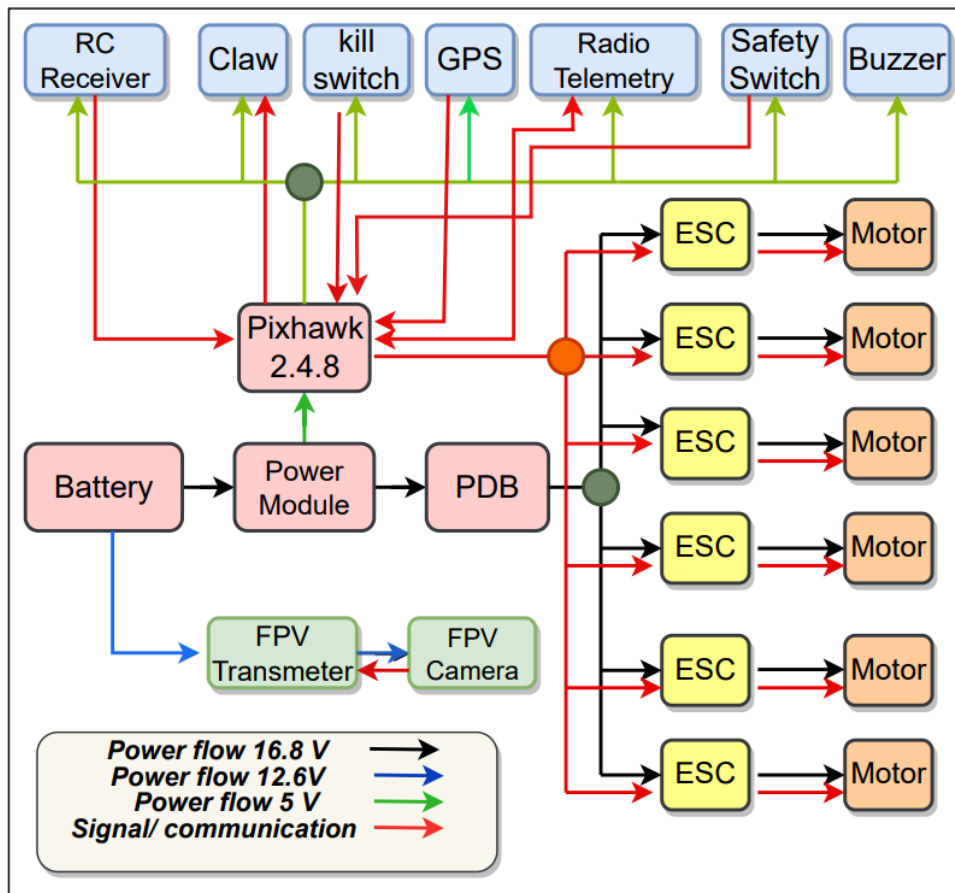 RC
Receiver
Claw
kill
switch
GPS
Radio
Telemetry
Safety
Switch
Buzzer
ESC
Motor
Pixhawk
2.4.8
ESC
Motor
ESC
Motor
Battery
Power
Module
PDB
ESC
Motor
FPV
Transmeter
FPV
Camera
ESC
Motor
ESC
Motor
Power flow 16.8 V
Power flow 12.6V
Power flow 5 V
Signal/ communication